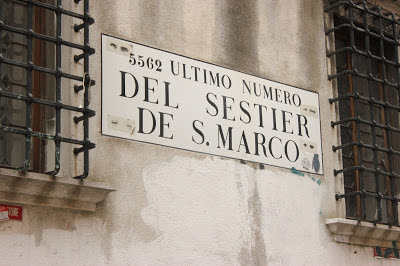 5562 ULTIMO NUMERO
DEL SESTIER
DE S. MARCO